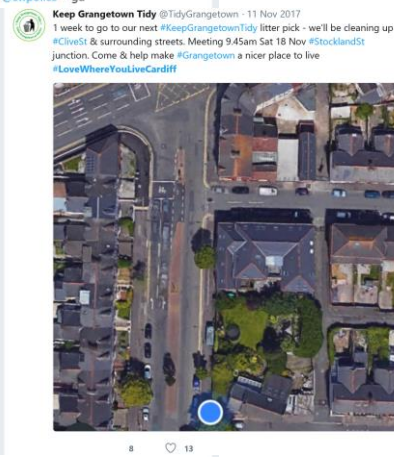 Keep Grangetown Tidy @TidyGrangetown · 11 Nov 2017
1 week to go to our next #KeepGrangetownTidy litter pick - we'll be cleaning up
#CliveSt & surrounding streets. Meeting 9.45am Sat 18 Nov #StocklandSt
junction. Come & help make #Grangetown a nicer place to live
#LoveWhereYouLiveCardiff
8 13